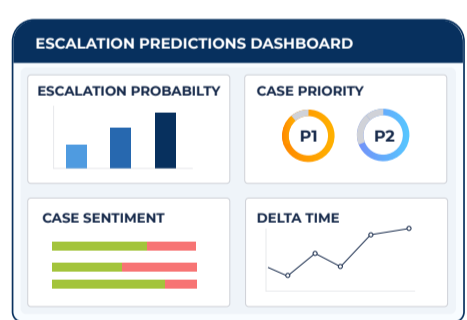 ESCALATION PREDICTIONS DASHBOARD
ESCALATION PROBABILTY
CASE PRIORITY
P1
P2
CASE SENTIMENT
DELTA TIME